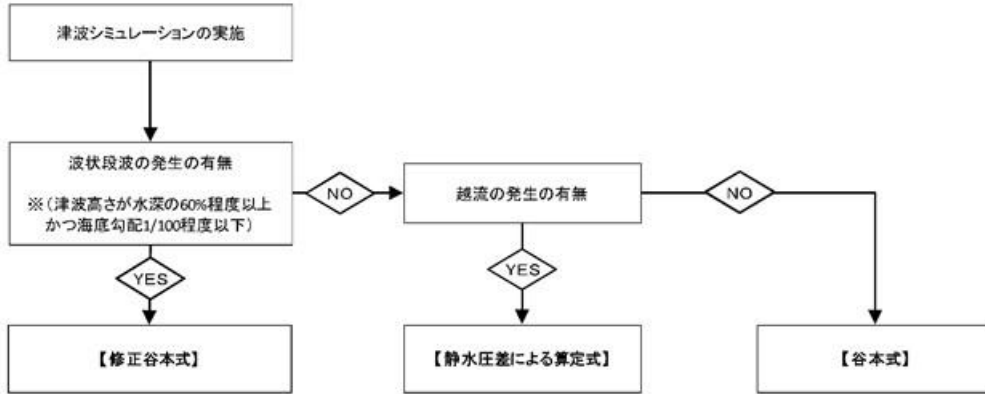 津波シミュレーションの実施
波状段波の発生の有無
※(津波高さが水深の60%程度以上
かつ海底勾配1/100程度以下)
NO
越流の発生の有無
NO
YES
YES
【修正谷本式】
【静水圧差による算定式】
【谷本式】